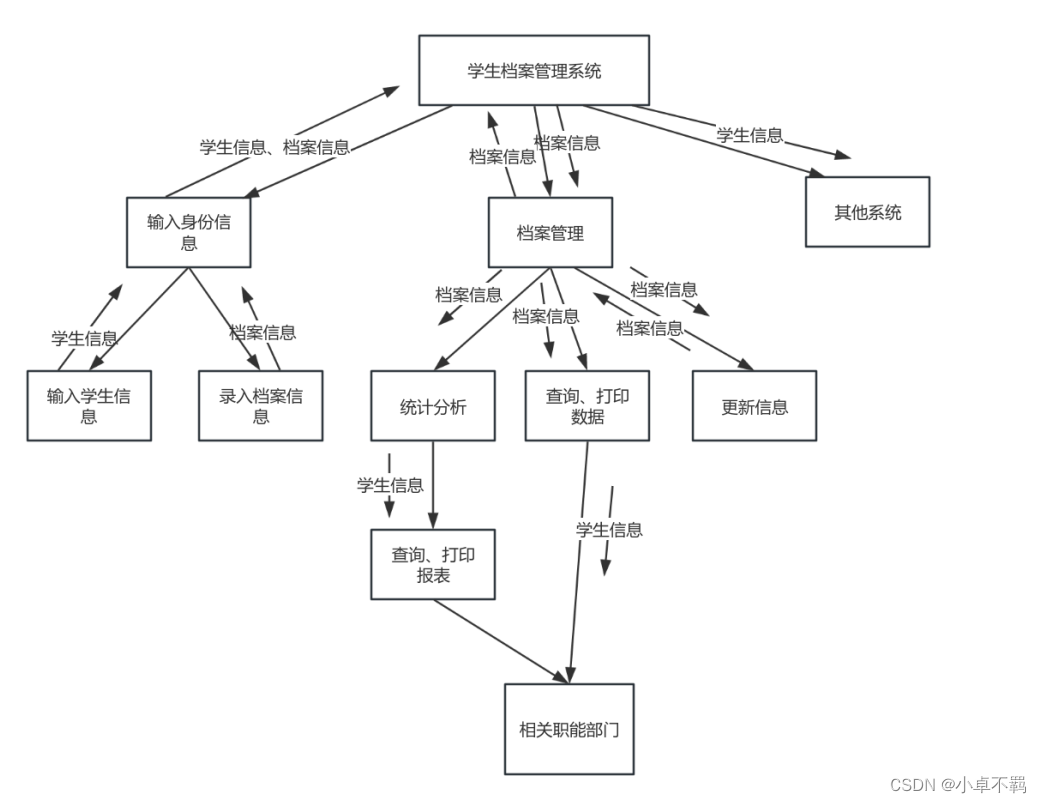 学生档案管理系统
学生信息、档案信息
档案信息
档案信息
学生信息
输入身份信
息
档案管理
其他系统
学生信息
档案信息
档案信息
档案信息
档案信息
档案信息
输入学生信
息
录入档案信
息
统计分析
查询、打印
数据
更新信息
学生信息
学生信息
查询、打印
报表
相关职能部门
CSDN @小卓不羁